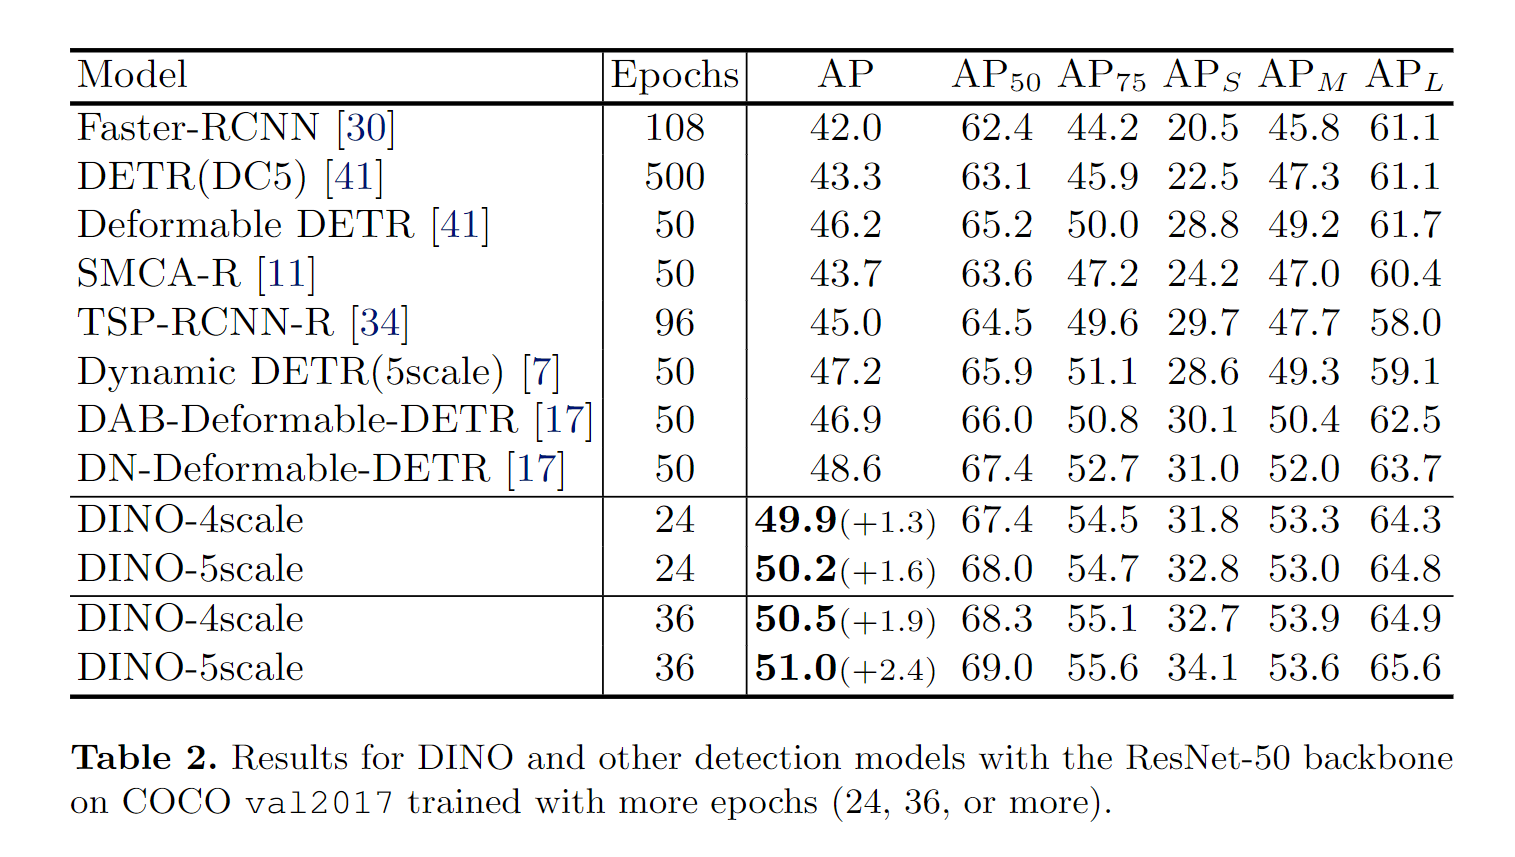 Model Epochs AP AP50 AP75 APS APM APL
Faster-RCNN [30] 108 42.0 62.4 44.2 20.5 45.8 61.1
DETR(DC5) [41] 500 43.3 63.1 45.9 22.5 47.3 61.1
Deformable DETR [41] 50 46.2 65.2 50.0 28.8 49.2 61.7
SMCA-R [11] 50 43.7 63.6 47.2 24.2 47.0 60.4
TSP-RCNN-R [34] 96 45.0 64.5 49.6 29.7 47.7 58.0
Dynamic DETR(5scale) [7] 50 47.2 65.9 51.1 28.6 49.3 59.1
DAB-Deformable-DETR [17] 50 46.9 66.0 50.8 30.1 50.4 62.5
DN-Deformable-DETR [17] 50 48.6 67.4 52.7 31.0 52.0 63.7
DINO-4scale 24 49.9(+1.3) 67.4 54.5 31.8 53.3 64.3
DINO-5scale 24 50.2(+1.6) 68.0 54.7 32.8 53.0 64.8
DINO-4scale 36 50.5(+1.9) 68.3 55.1 32.7 53.9 64.9
DINO-5scale 36 51.0(+2.4) 69.0 55.6 34.1 53.6 65.6
Table 2. Results for DINO and other detection models with the ResNet-50 backbone
on COCO val2017 trained with more epochs (24, 36, or more).